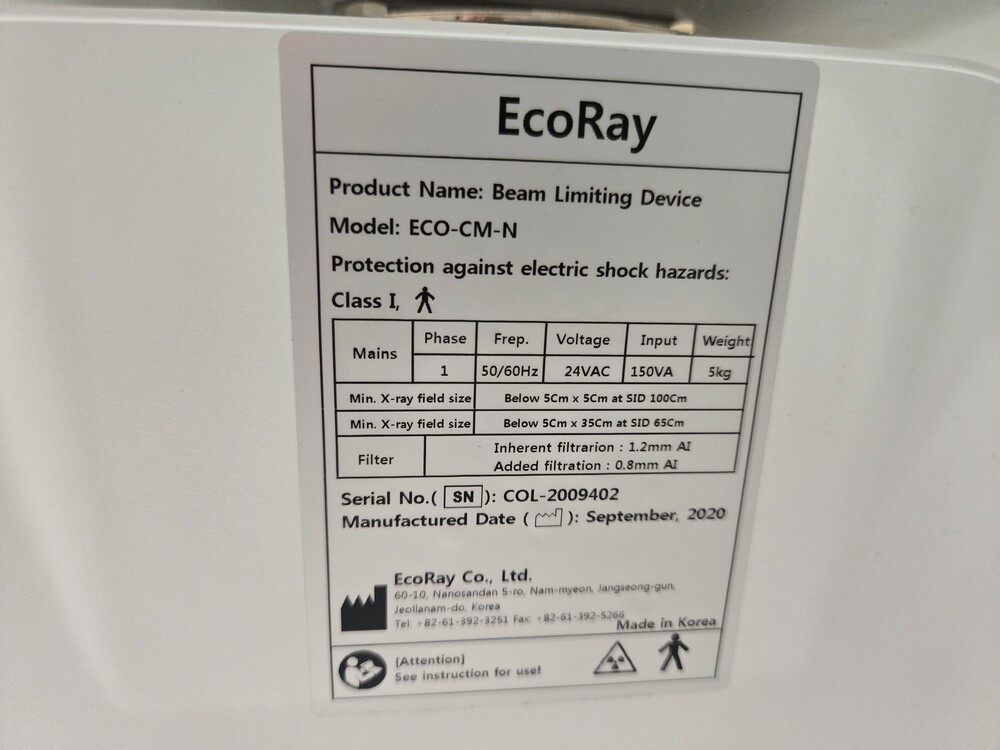 EcoRay
Product Name: Beam Limiting Device
Model: ECO-CM-N
Protection against electric shock hazards:
Class I,
Mains Phase Frep. Voltage Input Weight
1 50/60Hz 24VAC 150VA 5kg
Min. X-ray field size Below 5Cm x 5Cm at SID 100Cm
Min. X-ray field size Below 5Cm x 35Cm at SID 65Cm
Filter Inherent filtrarion : 1.2mm AI
Added filtration : 0.8mm AI
Serial No.( SN ): COL-2009402
Manufactured Date ( ): September, 2020
EcoRay Co., Ltd.
60-10, Nanosandan 5-ro, Nam-myeon, Jangseong-gun,
Jeollanam-do, Korea
Tel +82-61-392-3251 Fax +82-61-392-5266
Made in Korea
[Attention]
See instruction for use!